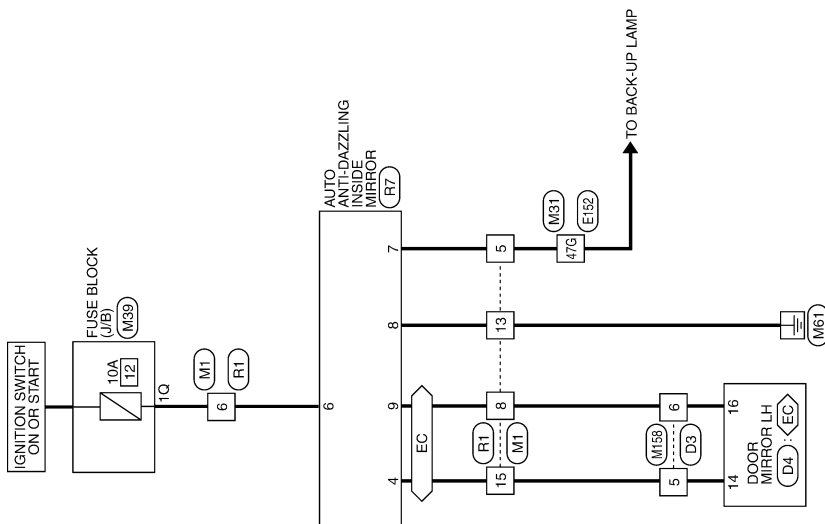 IGNITION SWITCH
ON OR START
FUSE BLOCK
(J/B)
M39
10A
12
1Q
M1
6
R1
AUTO
ANTI-DAZZLING
INSIDE
MIRROR
R7
6
4
9
8
7
EC
R1
M1
15
8
13
5
M31
47G
E152
TO BACK-UP LAMP
M158
D3
5
6
14
16
DOOR
MIRROR LH
D4 : EC
M61